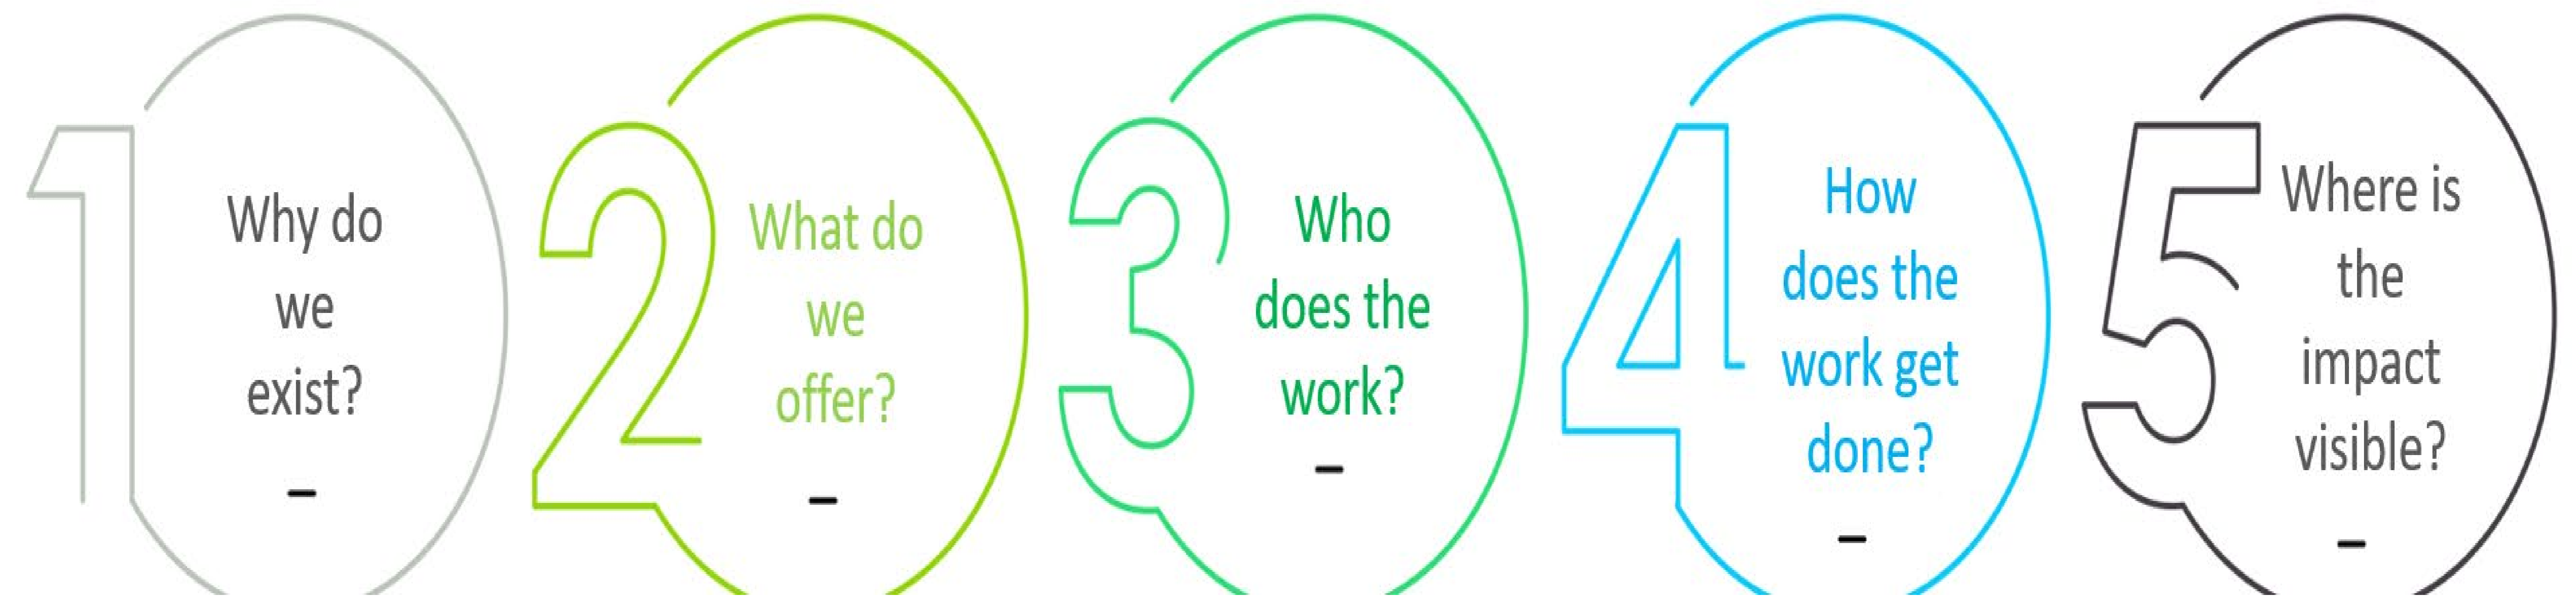 1
Why do
we
exist?
–
2
What do
we
offer?
–
3
Who
does the
work?
–
4
How
does the
work get
done?
–
5
Where is
the
impact
visible?
–